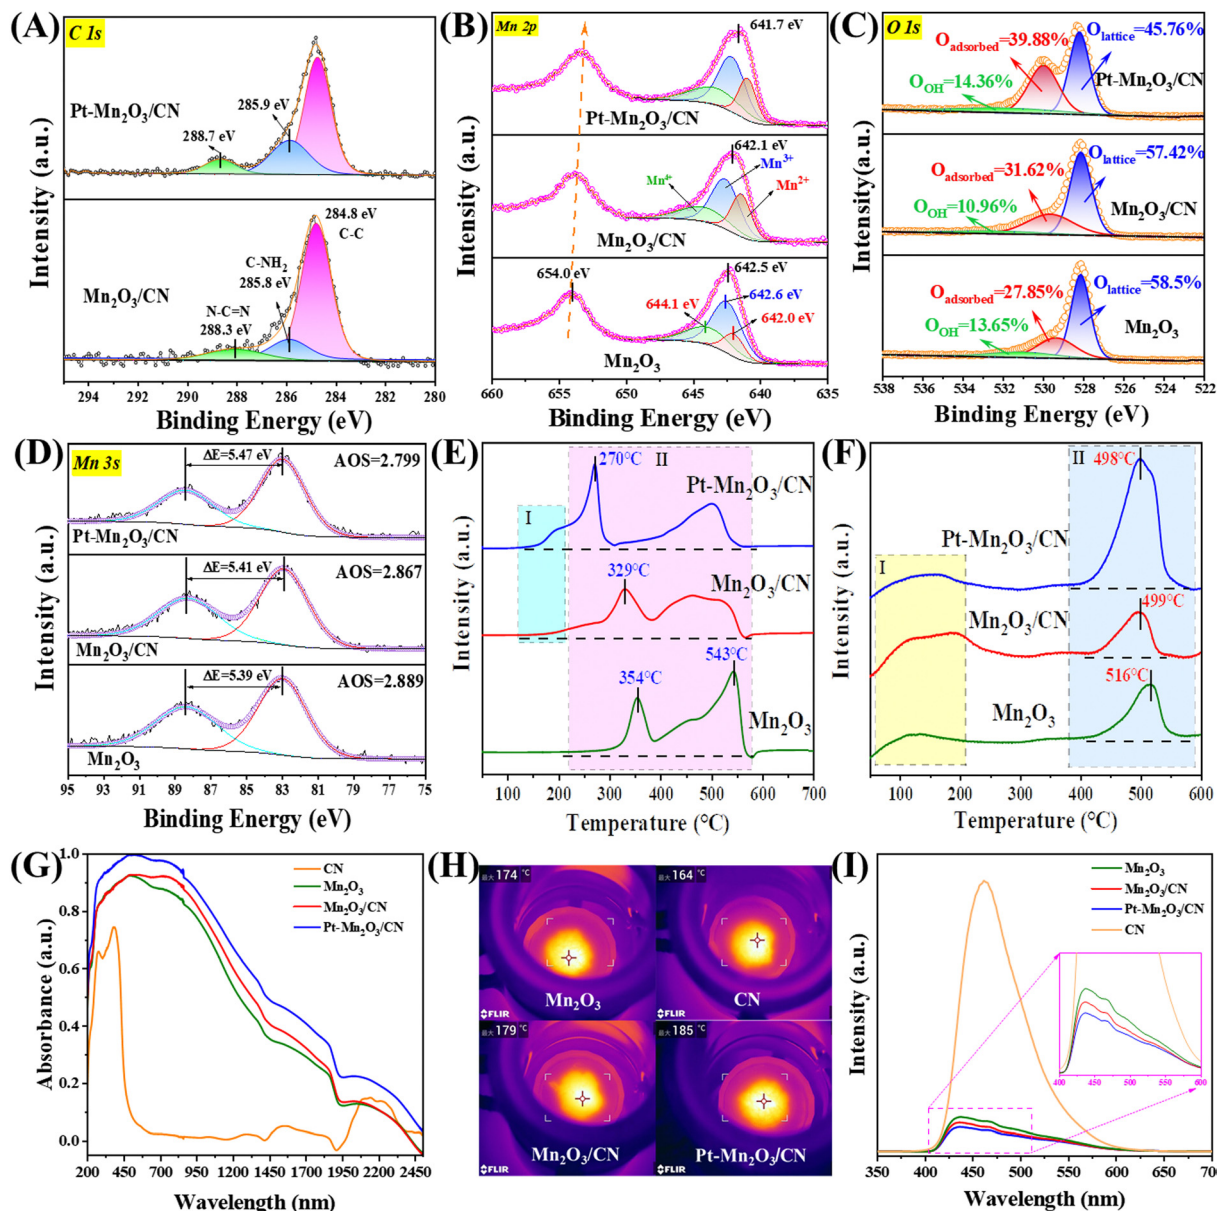 (A)
C 1s
Pt-Mn2O3/CN
288.7 eV
285.9 eV
284.8 eV
C-C
C-NH2
285.8 eV
N-C=N
288.3 eV
Mn2O3/CN
Intensity (a.u.)
294 292 290 288 286 284 282 280
Binding Energy (eV)
(B)
Mn 2p
641.7 eV
Pt-Mn2O3/CN
642.1 eV
Mn3+
Mn4+
Mn2+
Mn2O3/CN
654.0 eV
642.5 eV
644.1 eV
642.6 eV
642.0 eV
Mn2O3
Intensity (a.u.)
660 655 650 645 640 635
Binding Energy (eV)
(C)
O 1s
Olattice=45.76%
Oadsorbed=39.88%
OOH=14.36%
Pt-Mn2O3/CN
Olattice=57.42%
Oadsorbed=31.62%
OOH=10.96%
Mn2O3/CN
Olattice=58.5%
Oadsorbed=27.85%
OOH=13.65%
Mn2O3
Intensity(a.u.)
538 536 534 532 530 528 526 524 522
Binding Energy (eV)
(D)
Mn 3s
ΔE=5.47 eV
AOS=2.799
Pt-Mn2O3/CN
ΔE=5.41 eV
AOS=2.867
Mn2O3/CN
ΔE=5.39 eV
AOS=2.889
Mn2O3
Intensity (a.u.)
95 93 91 89 87 85 83 81 79 77 75
Binding Energy (eV)
(E)
270°C
II
Pt-Mn2O3/CN
I
329°C
Mn2O3/CN
543°C
354°C
Mn2O3
Intensity (a.u.)
100 200 300 400 500 600 700
Temperature (°C)
(F)
II
498°C
Pt-Mn2O3/CN
I
Mn2O3/CN
499°C
516°C
Mn2O3
Intensity (a.u.)
100 200 300 400 500 600
Temperature (°C)
(G)
CN
Mn2O3
Mn2O3/CN
Pt-Mn2O3/CN
Absorbance (a.u.)
1.0
0.8
0.6
0.4
0.2
0.0
200 450 700 950 1200 1450 1700 1950 2200 2450
Wavelength (nm)
(H)
最大 174 °C
Mn2O3
FLIR
最大 164 °C
CN
FLIR
最大 179 °C
Mn2O3/CN
FLIR
最大 185 °C
Pt-Mn2O3/CN
FLIR
(I)
Mn2O3
Mn2O3/CN
Pt-Mn2O3/CN
CN
400 450 500 550 600
Intensity (a.u.)
350 400 450 500 550 600 650 700
Wavelength (nm)